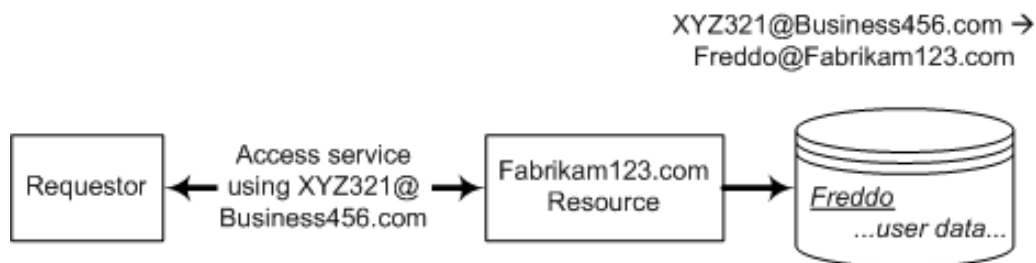 XYZ321@Business456.com →
Freddo@Fabrikam123.com
Requestor
Access service
using XYZ321@
Business456.com
Fabrikam123.com
Resource
Freddo
...user data...